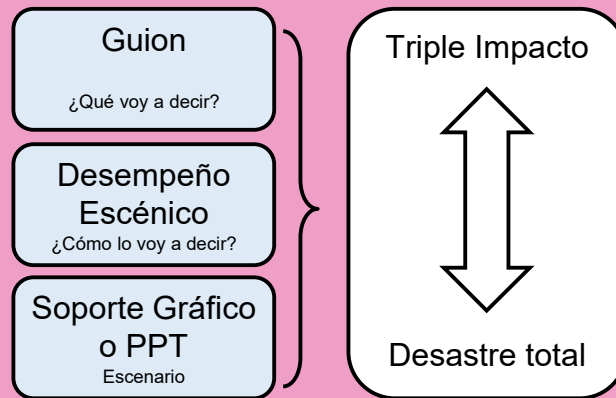 Guion
¿Qué voy a decir?
Desempeño
Escénico
¿Cómo lo voy a decir?
Soporte Gráfico
o PPT
Escenario
Triple Impacto
Desastre total